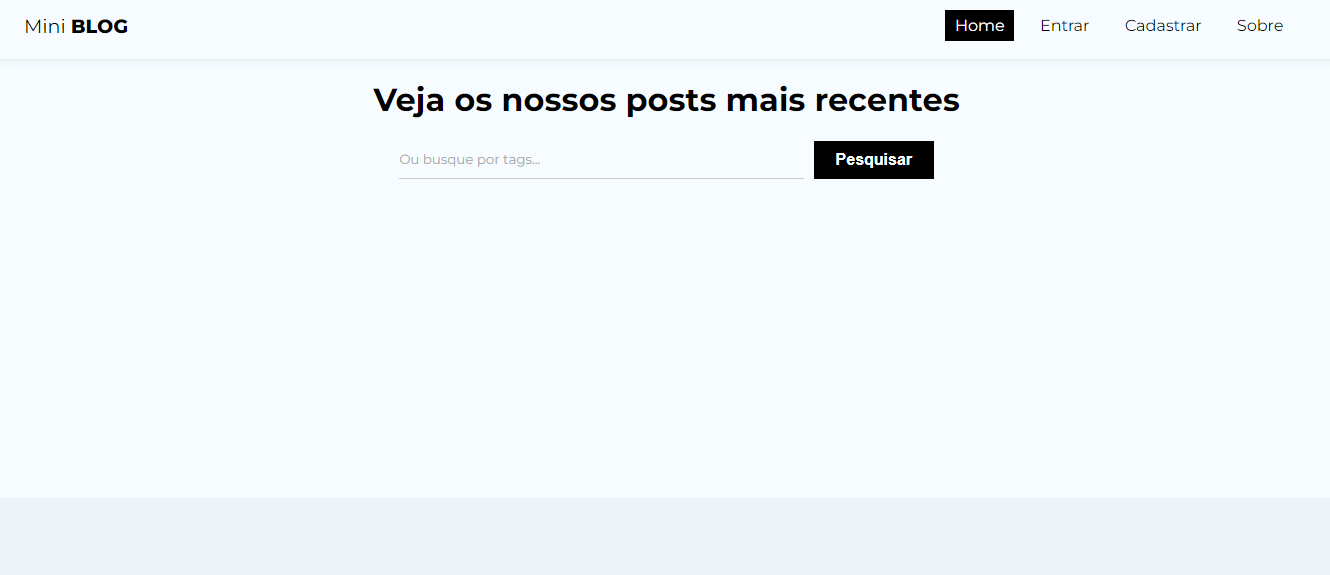 Mini BLOG
Home Entrar Cadastrar Sobre
Veja os nossos posts mais recentes
Ou busque por tags...
Pesquisar